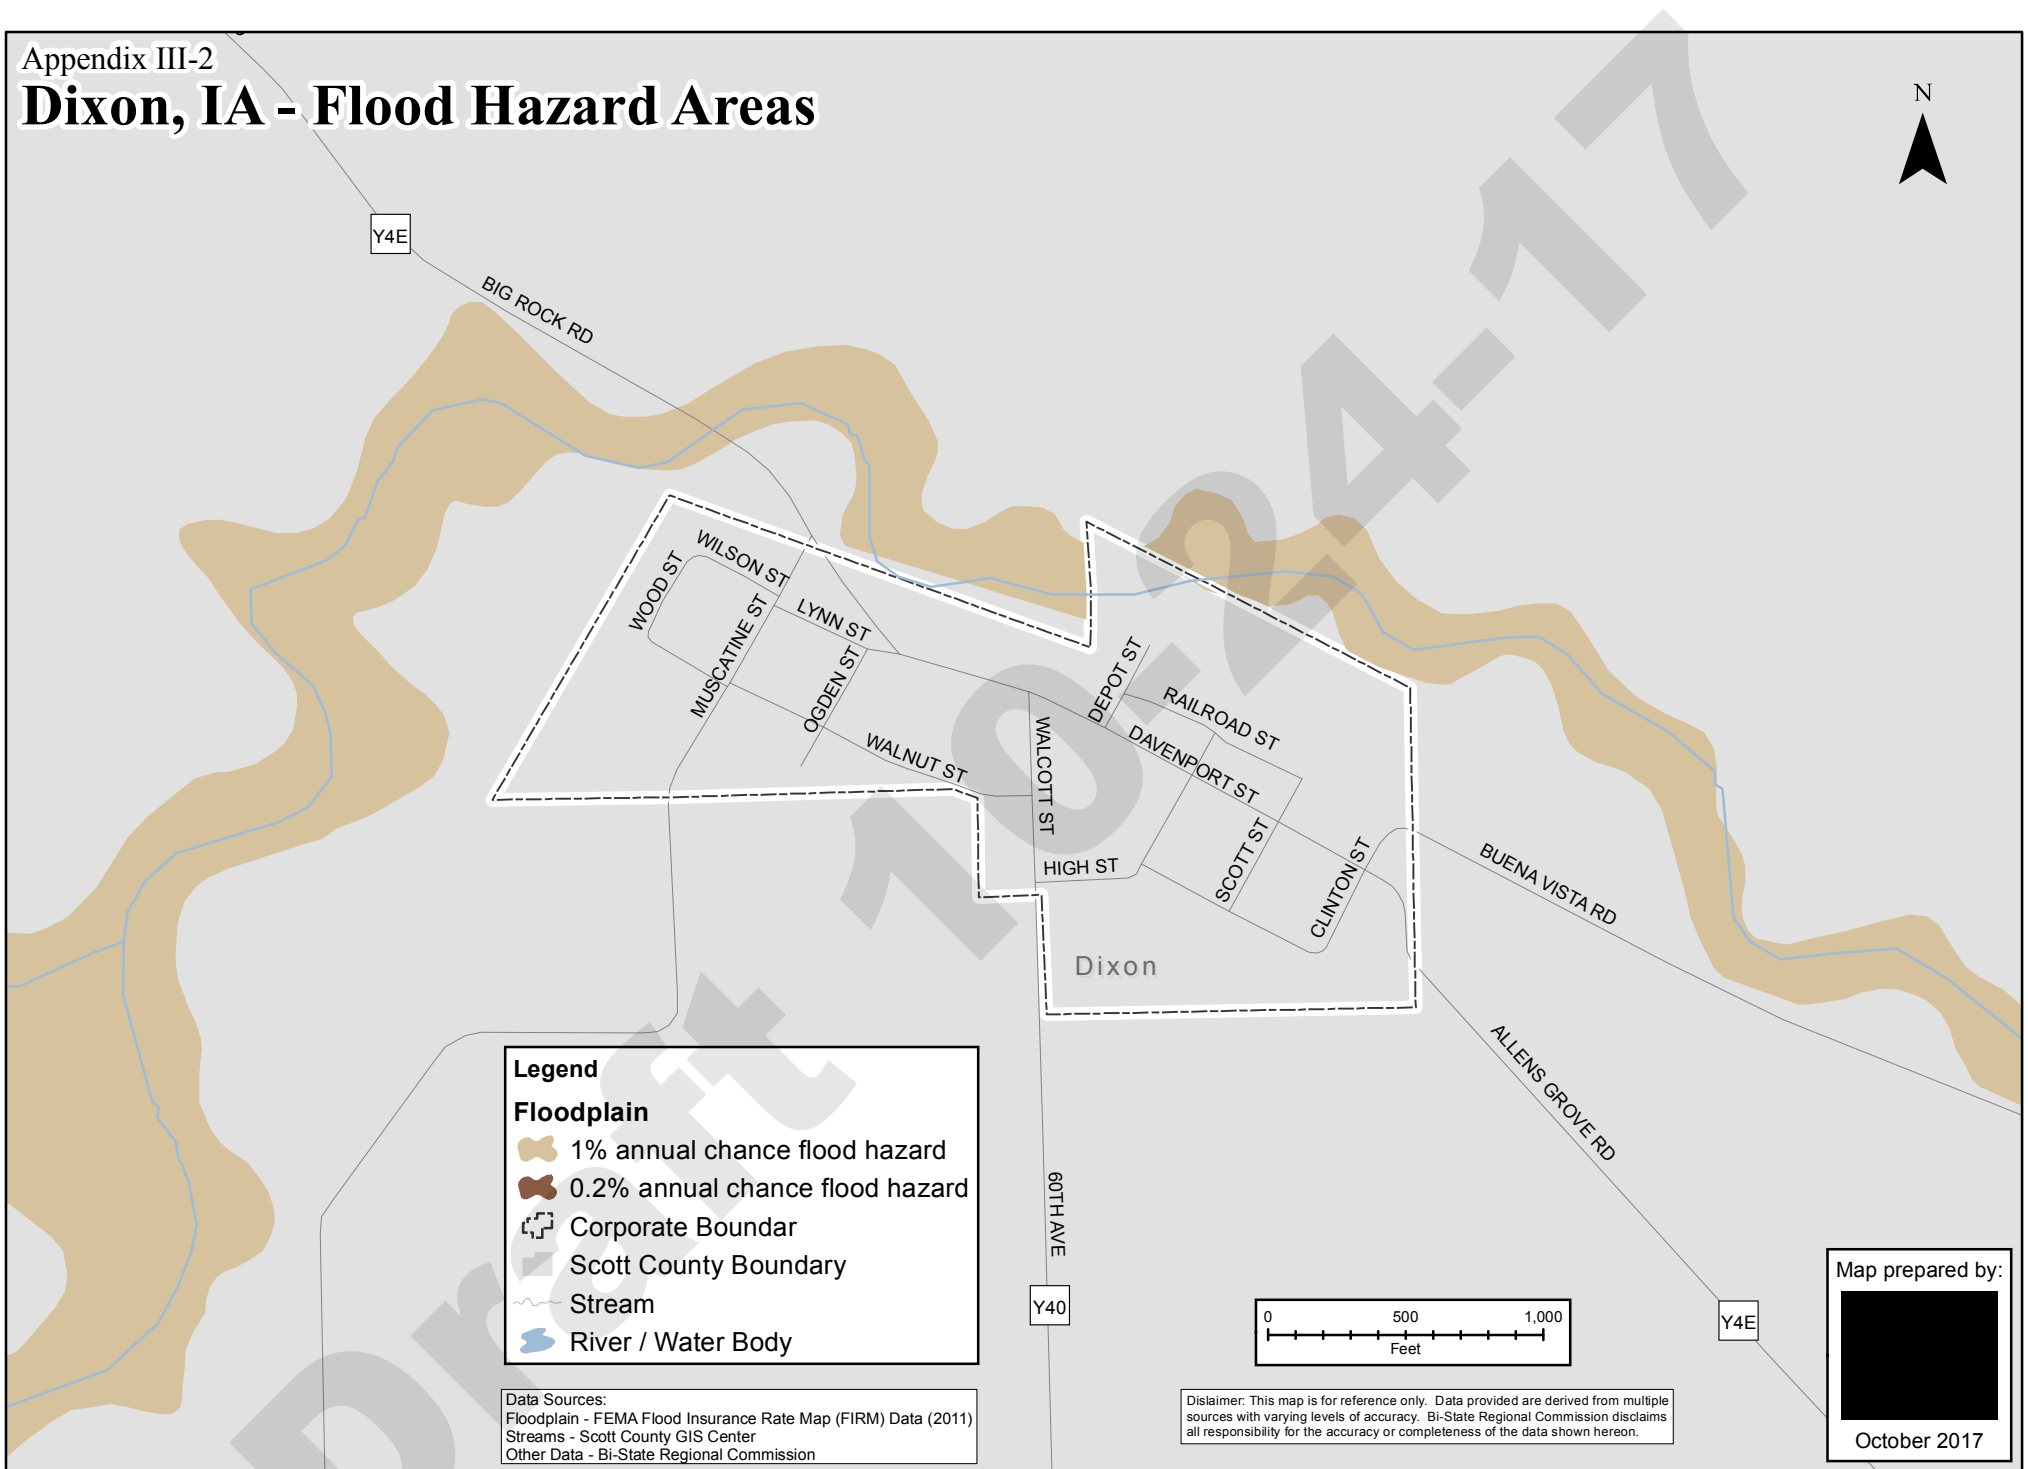 Appendix III-2
Dixon, IA - Flood Hazard Areas
N
Y4E
BIG ROCK RD
WILSON ST
WOOD ST
LYNN ST
MUSCATINE ST
OGDEN ST
WALNUT ST
DEPOT ST
RAILROAD ST
WALCOTT ST
DAVENPORT ST
HIGH ST
SCOTT ST
CLINTON ST
BUENA VISTA RD
Dixon
ALLENS GROVE RD
60TH AVE
Y40
Y4E
Draft 10-24-17
Legend
Floodplain
1% annual chance flood hazard
0.2% annual chance flood hazard
Corporate Boundar
Scott County Boundary
Stream
River / Water Body
0 500 1,000
Feet
Data Sources:
Floodplain - FEMA Flood Insurance Rate Map (FIRM) Data (2011)
Streams - Scott County GIS Center
Other Data - Bi-State Regional Commission
Dislaimer: This map is for reference only. Data provided are derived from multiple
sources with varying levels of accuracy. Bi-State Regional Commission disclaims
all responsibility for the accuracy or completeness of the data shown hereon.
Map prepared by:
October 2017